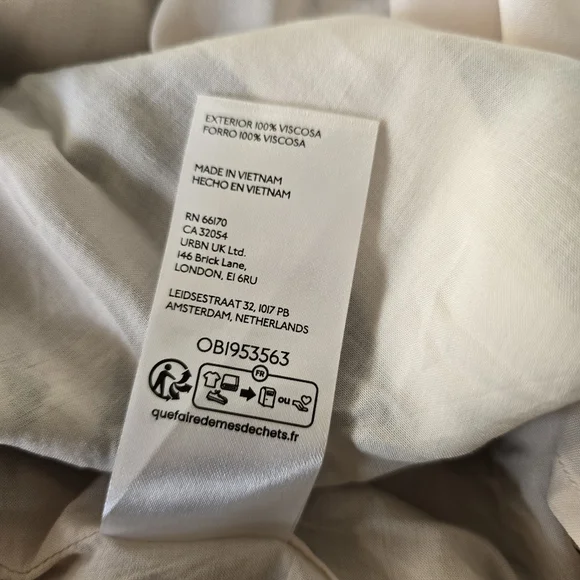 EXTERIOR 100% VISCOSA
FORRO 100% VISCOSA
MADE IN VIETNAM
HECHO EN VIETNAM
RN 66170
CA 32054
URBN UK Ltd.
146 Brick Lane,
LONDON, E1 6RU
LEIDSESTRAAT 32, 1017 PB
AMSTERDAM, NETHERLANDS
OB1953563
FR
ou
quefairedemesdechets.fr